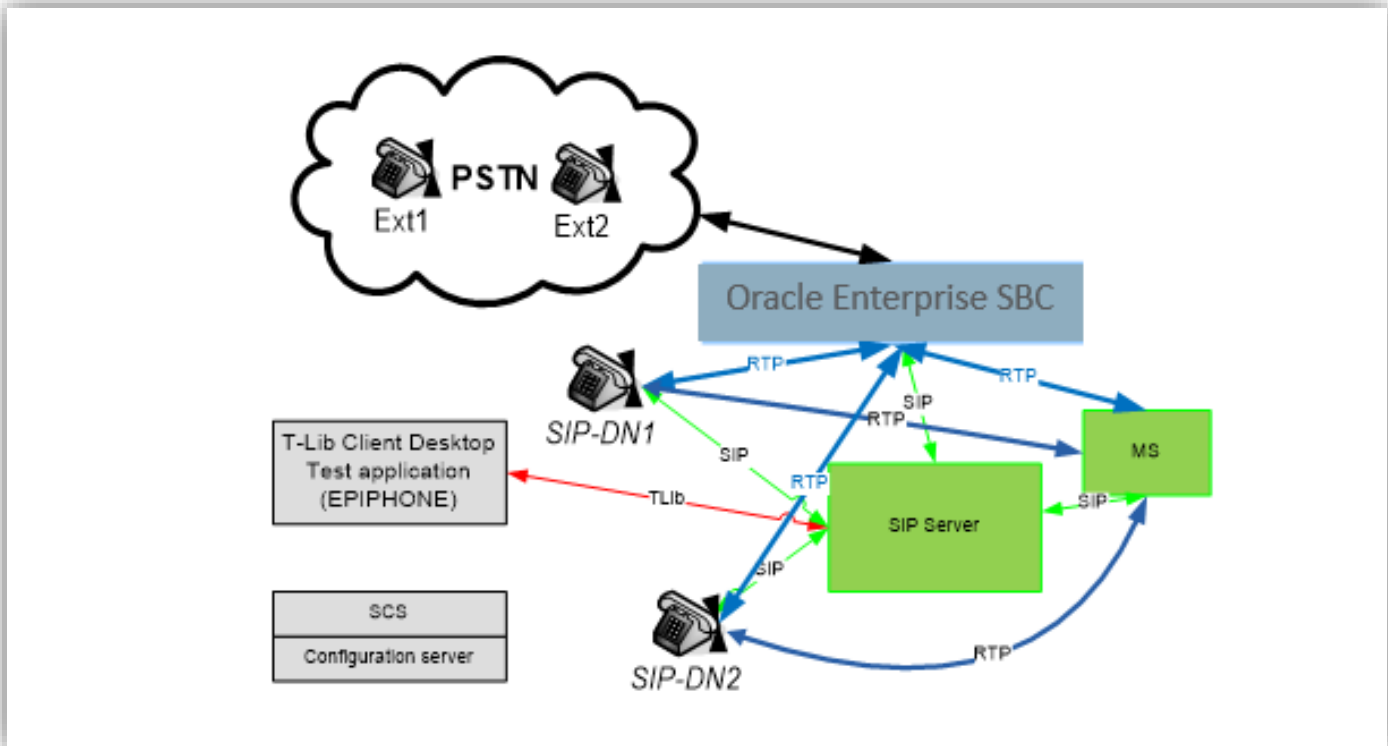 PSTN
Ext1
Ext2
Oracle Enterprise SBC
RTP
RTP
SIP
RTP
SIP-DN1
T-Lib Client Desktop
Test application
(EPIPHONE)
SIP
MS
RTP
TLib
SIP
SIP Server
SIP
SCS
Configuration server
RTP
SIP-DN2